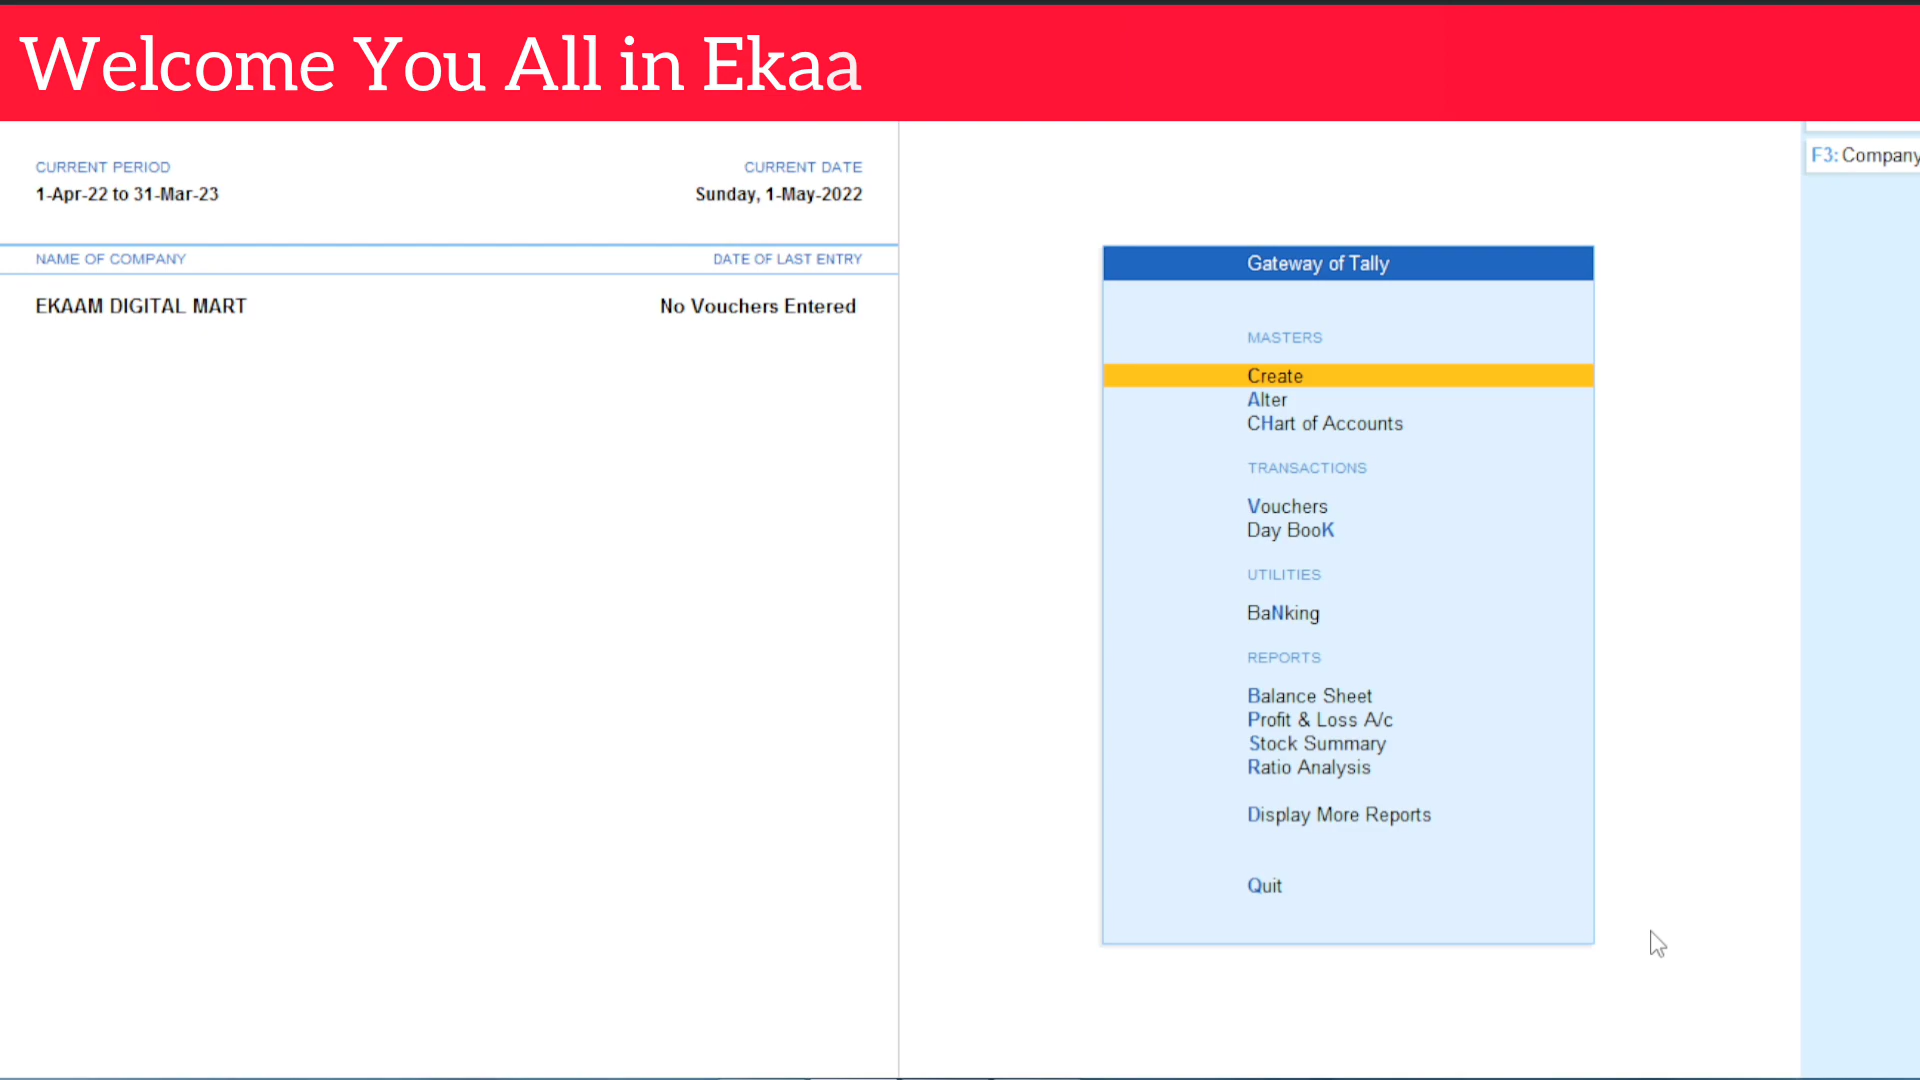 Welcome You All in Ekaa
CURRENT PERIOD
1-Apr-22 to 31-Mar-23
CURRENT DATE
Sunday, 1-May-2022
NAME OF COMPANY
DATE OF LAST ENTRY
EKAAM DIGITAL MART
No Vouchers Entered
Gateway of Tally
MASTERS
Create
Alter
CHart of Accounts
TRANSACTIONS
Vouchers
Day BooK
UTILITIES
BaNking
REPORTS
Balance Sheet
Profit & Loss A/c
Stock Summary
Ratio Analysis
Display More Reports
Quit
F3: Company